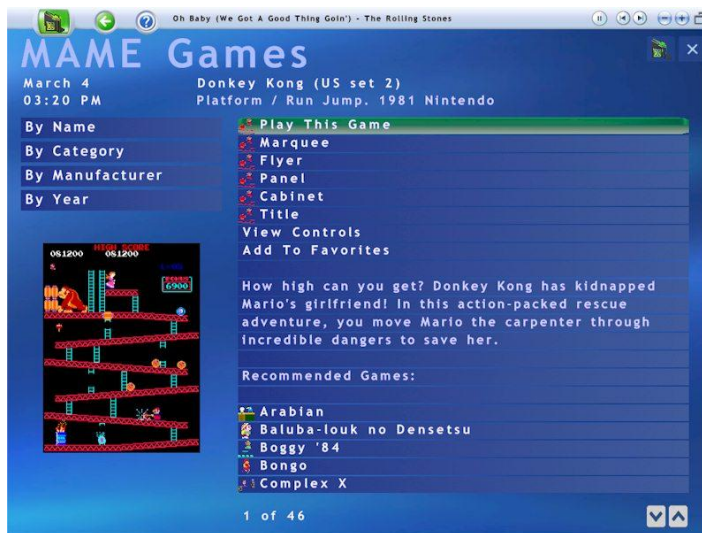 Oh Baby (We Got A Good Thing Goin') - The Rolling Stones
MAME Games
March 4
03:20 PM
Donkey Kong (US set 2)
Platform / Run Jump. 1981 Nintendo
By Name
By Category
By Manufacturer
By Year
HIGH SCORE
081200 081200
6900
Play This Game
Marquee
Flyer
Panel
Cabinet
Title
View Controls
Add To Favorites
How high can you get? Donkey Kong has kidnapped
Mario's girlfriend! In this action-packed rescue
adventure, you move Mario the carpenter through
incredible dangers to save her.
Recommended Games:
Arabian
Baluba-louk no Densetsu
Boggy '84
Bongo
Complex X
1 of 46